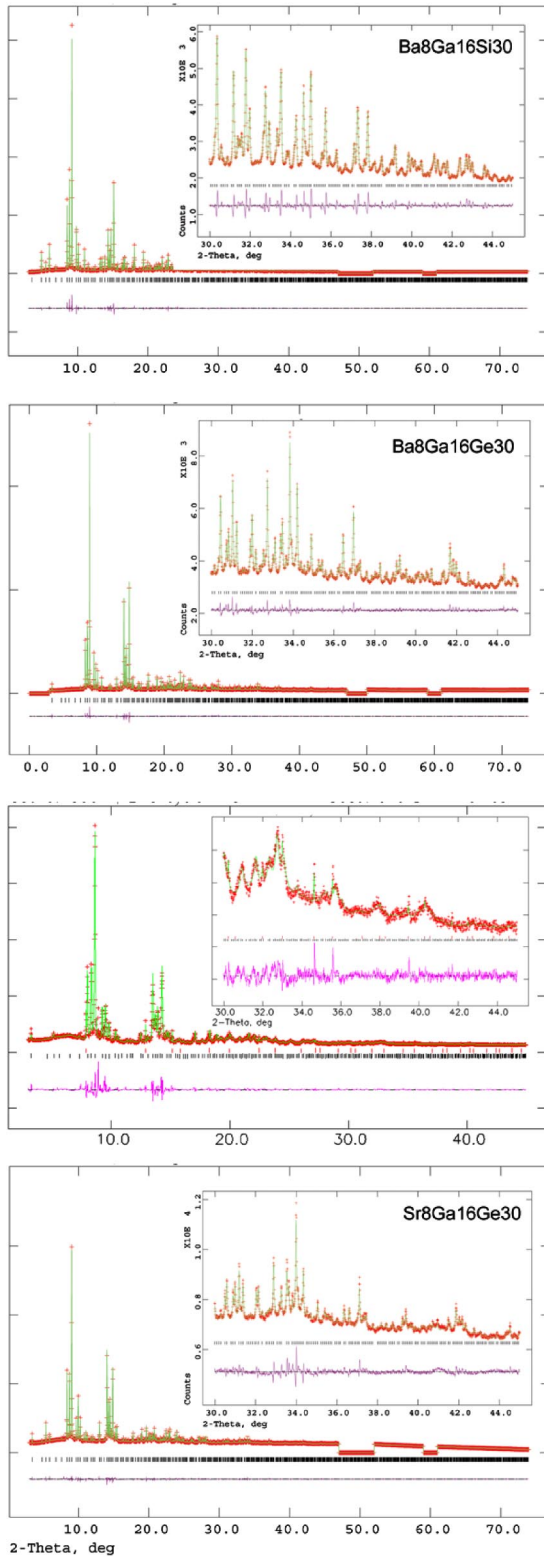 Ba8Ga16Si30
X10E 3
6.0
5.0
4.0
3.0
2.0
1.0
Counts
30.0 32.0 34.0 36.0 38.0 40.0 42.0 44.0
2-Theta, deg
10.0 20.0 30.0 40.0 50.0 60.0 70.0
Ba8Ga16Ge30
X10E 3
8.0
6.0
4.0
2.0
Counts
30.0 32.0 34.0 36.0 38.0 40.0 42.0 44.0
2-Theta, deg
0.0 10.0 20.0 30.0 40.0 50.0 60.0 70.0
30.0 32.0 34.0 36.0 38.0 40.0 42.0 44.0
2-Theta, deg
10.0 20.0 30.0 40.0
Sr8Ga16Ge30
X10E 4
1.2
1.0
0.8
0.6
Counts
30.0 32.0 34.0 36.0 38.0 40.0 42.0 44.0
2-Theta, deg
10.0 20.0 30.0 40.0 50.0 60.0 70.0
2-Theta, deg